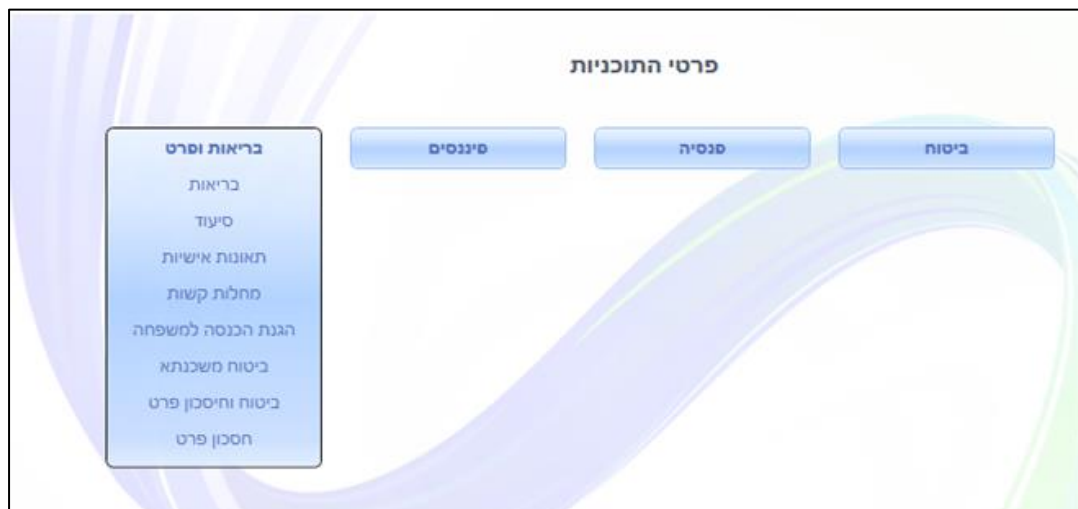 פרטי התוכניות
ביטוח
פנסיה
פיננסים
בריאות ופרט
בריאות
סיעוד
תאונות אישיות
מחלות קשות
הגנת הכנסה למשפחה
ביטוח משכנתא
ביטוח וחיסכון פרט
חסכון פרט